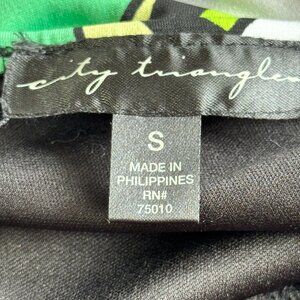 city triangles
S
MADE IN
PHILIPPINES
RN#
75010